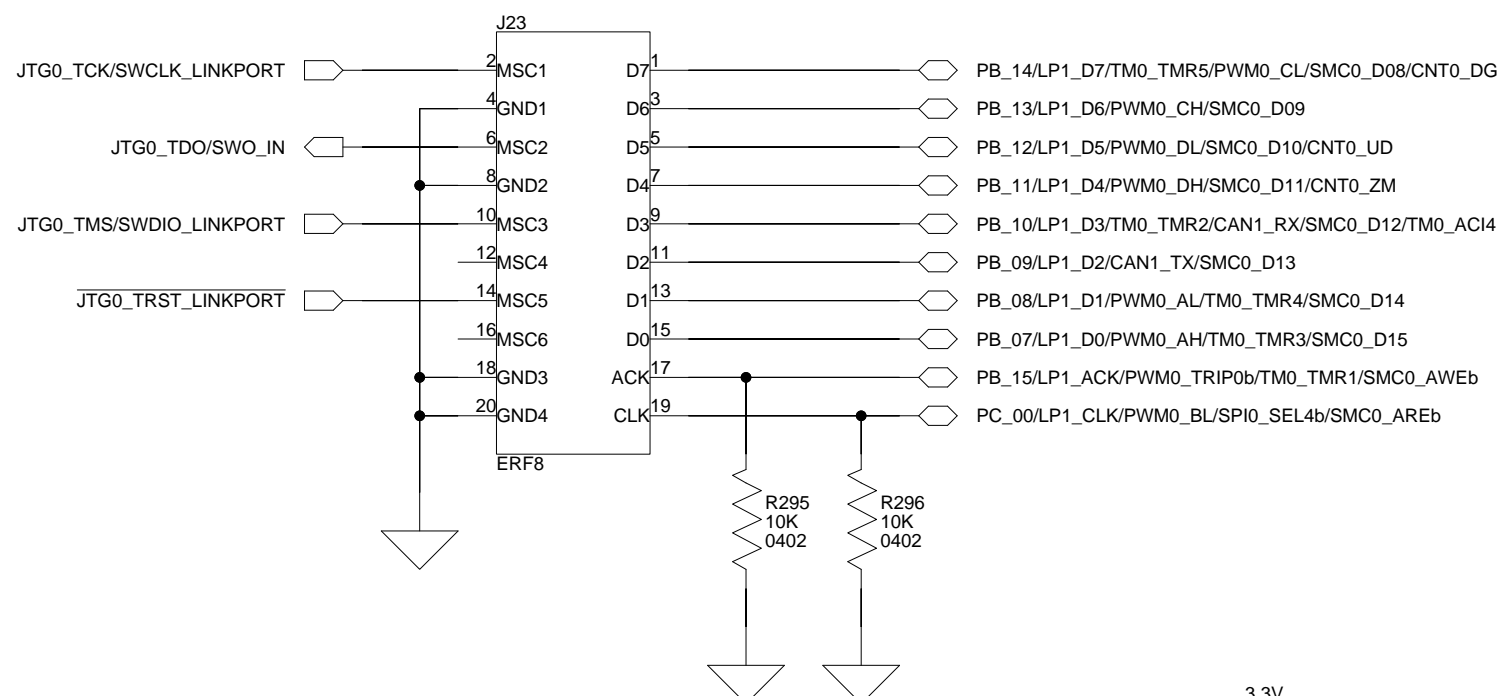 J23
JTG0_TCK/SWCLK_LINKPORT 2 MSC1 D7 1 PB_14/LP1_D7/TM0_TMR5/PWM0_CL/SMC0_D08/CNT0_DG
4 GND1 D6 3 PB_13/LP1_D6/PWM0_CH/SMC0_D09
JTG0_TDO/SWO_IN 6 MSC2 D5 5 PB_12/LP1_D5/PWM0_DL/SMC0_D10/CNT0_UD
8 GND2 D4 7 PB_11/LP1_D4/PWM0_DH/SMC0_D11/CNT0_ZM
JTG0_TMS/SWDIO_LINKPORT 10 MSC3 D3 9 PB_10/LP1_D3/TM0_TMR2/CAN1_RX/SMC0_D12/TM0_ACI4
12 MSC4 D2 11 PB_09/LP1_D2/CAN1_TX/SMC0_D13
JTG0_TRST_LINKPORT 14 MSC5 D1 13 PB_08/LP1_D1/PWM0_AL/TM0_TMR4/SMC0_D14
16 MSC6 D0 15 PB_07/LP1_D0/PWM0_AH/TM0_TMR3/SMC0_D15
18 GND3 ACK 17 PB_15/LP1_ACK/PWM0_TRIP0b/TM0_TMR1/SMC0_AWEb
20 GND4 CLK 19 PC_00/LP1_CLK/PWM0_BL/SPI0_SEL4b/SMC0_AREb
ERF8
R295 R296
10K 10K
0402 0402
3.3V